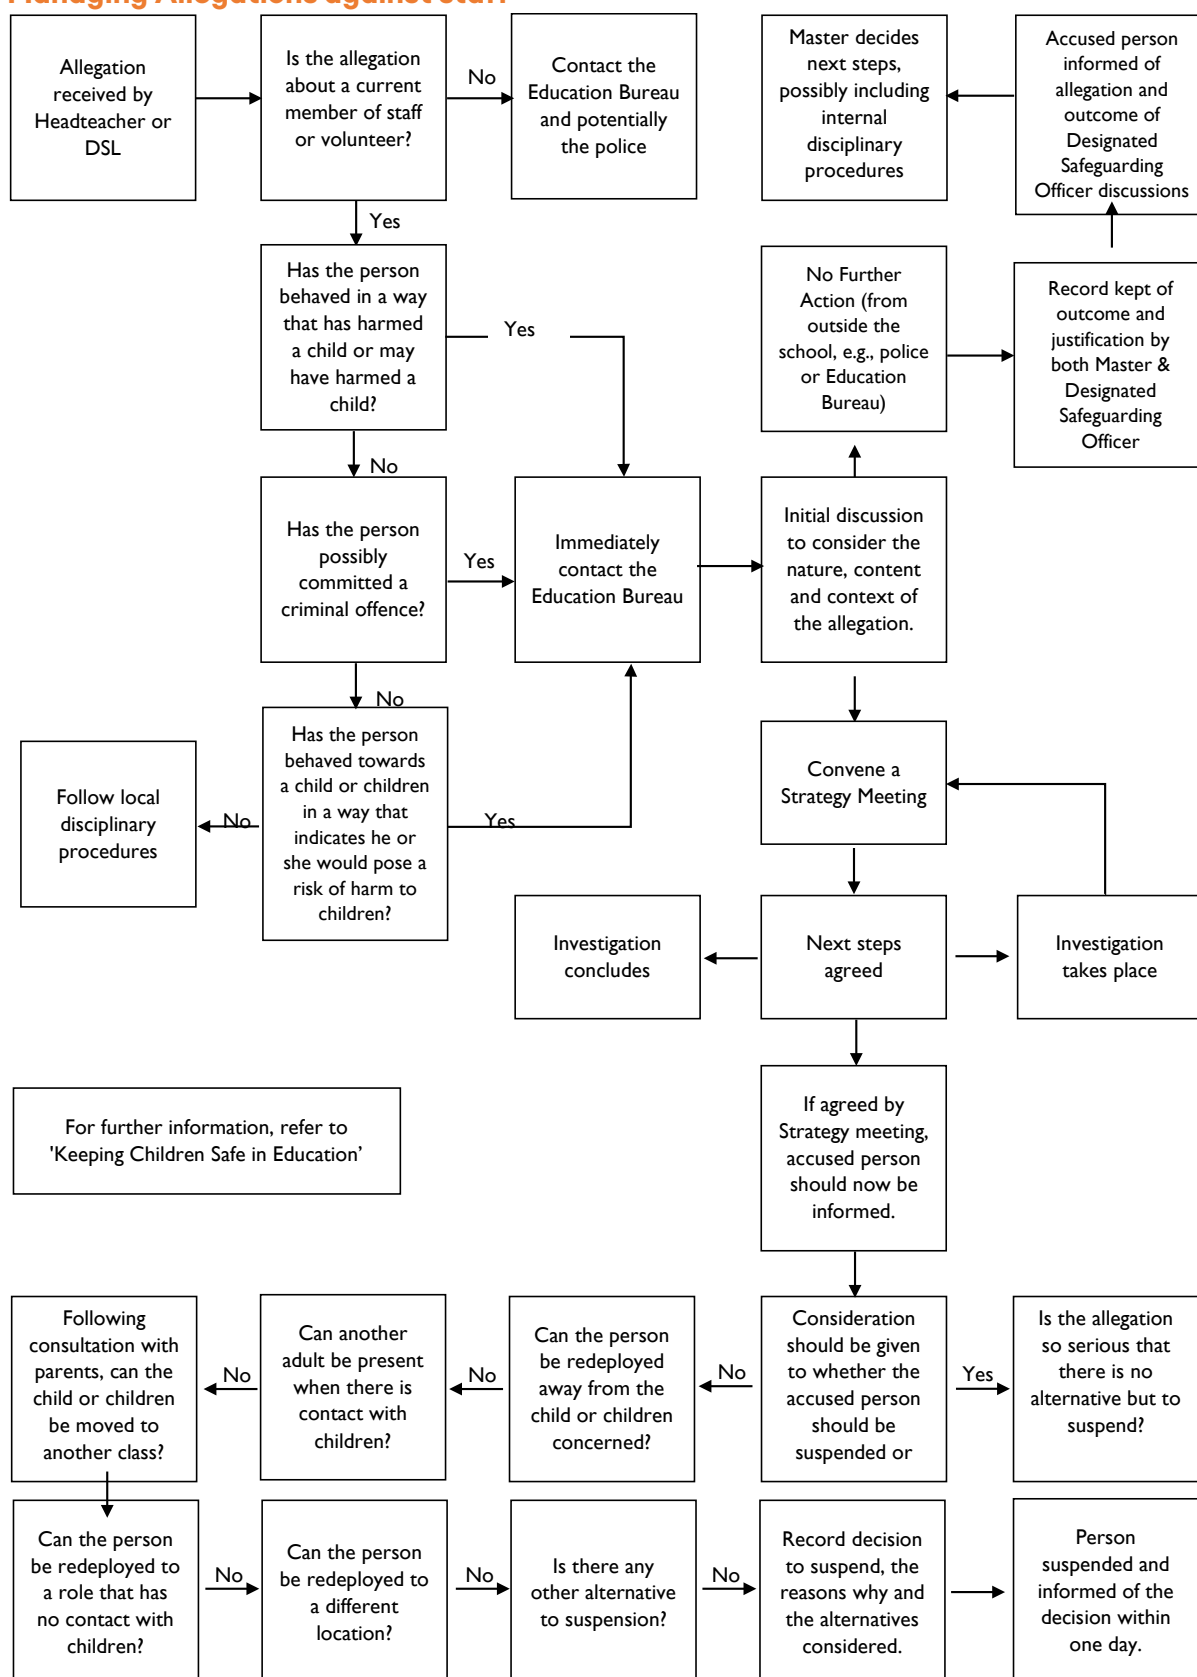 Managing Allegations against Staff
Allegation
received by
Headteacher or
DSL
Is the allegation
about a current
member of staff
or volunteer?
No
Contact the
Education Bureau
and potentially
the police
Master decides
next steps,
possibly including
internal
disciplinary
procedures
Accused person
informed of
allegation and
outcome of
Designated
Safeguarding
Officer discussions
Yes
Has the person
behaved in a way
that has harmed
a child or may
have harmed a
child?
Yes
No Further
Action (from
outside the
school, e.g., police
or Education
Bureau)
Record kept of
outcome and
justification by
both Master &
Designated
Safeguarding
Officer
No
Has the person
possibly
committed a
criminal offence?
Yes
Immediately
contact the
Education Bureau
Initial discussion
to consider the
nature, content
and context of
the allegation.
No
Follow local
disciplinary
procedures
No
Has the person
behaved towards
a child or children
in a way that
indicates he or
she would pose a
risk of harm to
children?
Yes
Convene a
Strategy Meeting
Investigation
concludes
Next steps
agreed
Investigation
takes place
For further information, refer to
'Keeping Children Safe in Education’
If agreed by
Strategy meeting,
accused person
should now be
informed.
Following
consultation with
parents, can the
child or children
be moved to
another class?
No
Can another
adult be present
when there is
contact with
children?
No
Can the person
be redeployed
away from the
child or children
concerned?
No
Consideration
should be given
to whether the
accused person
should be
suspended or
Yes
Is the allegation
so serious that
there is no
alternative but to
suspend?
Can the person
be redeployed to
a role that has
no contact with
children?
No
Can the person
be redeployed to
a different
location?
No
Is there any
other alternative
to suspension?
No
Record decision
to suspend, the
reasons why and
the alternatives
considered.
Person
suspended and
informed of the
decision within
one day.